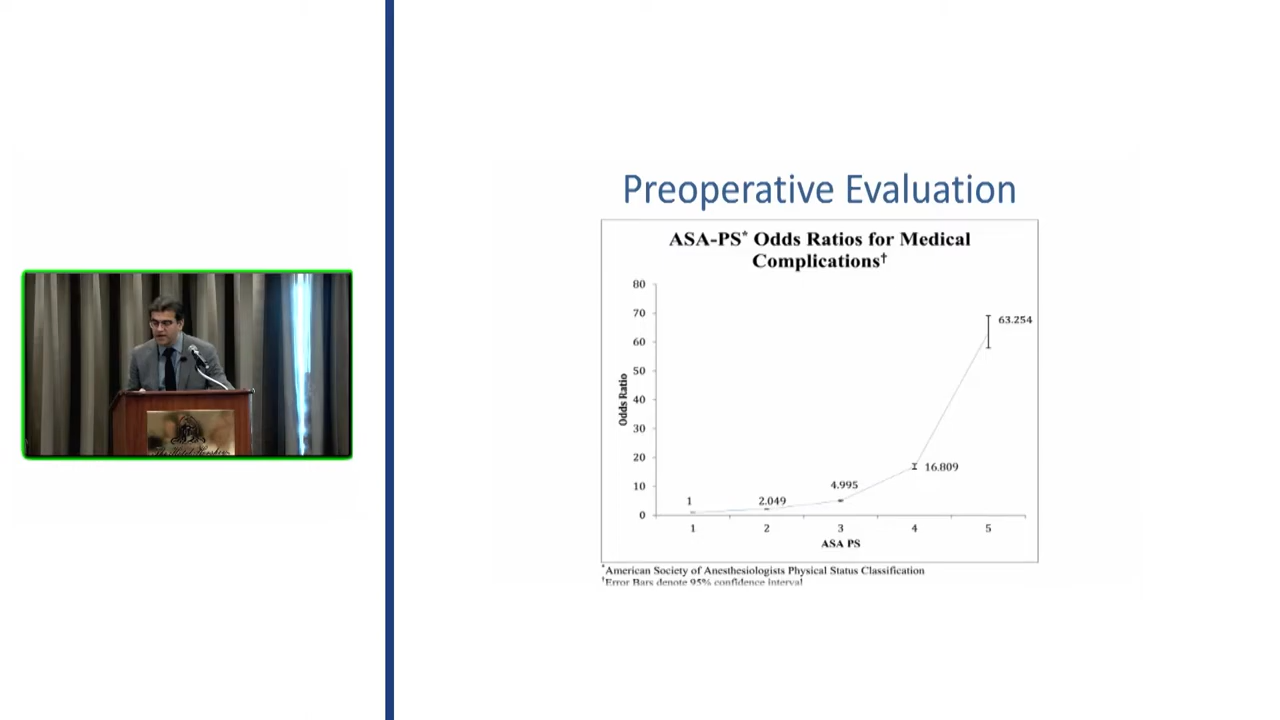 Preoperative Evaluation
ASA-PS* Odds Ratios for Medical
Complications†
80
70
60
50
40
30
20
10
0
Odds Ratio
1
2.049
4.995
16.809
63.254
1 2 3 4 5
ASA PS
*American Society of Anesthesiologists Physical Status Classification
†Error Bars denote 95% confidence interval